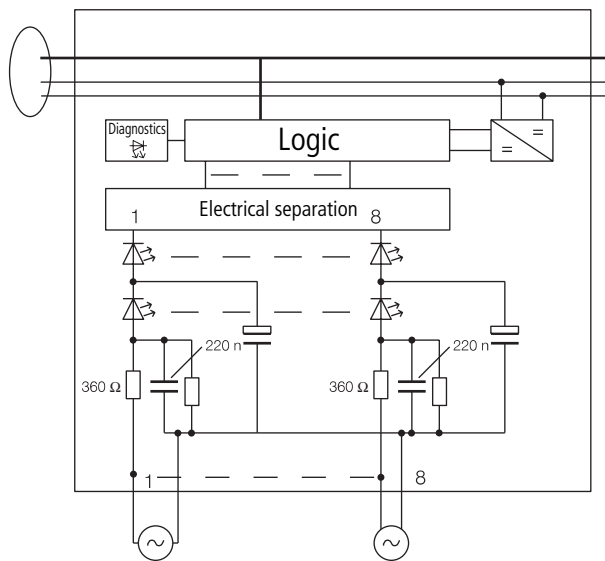 Diagnostics
Logic
=
=
Electrical separation
1
8
220 n
220 n
360 Ω
360 Ω
1
8
~
~